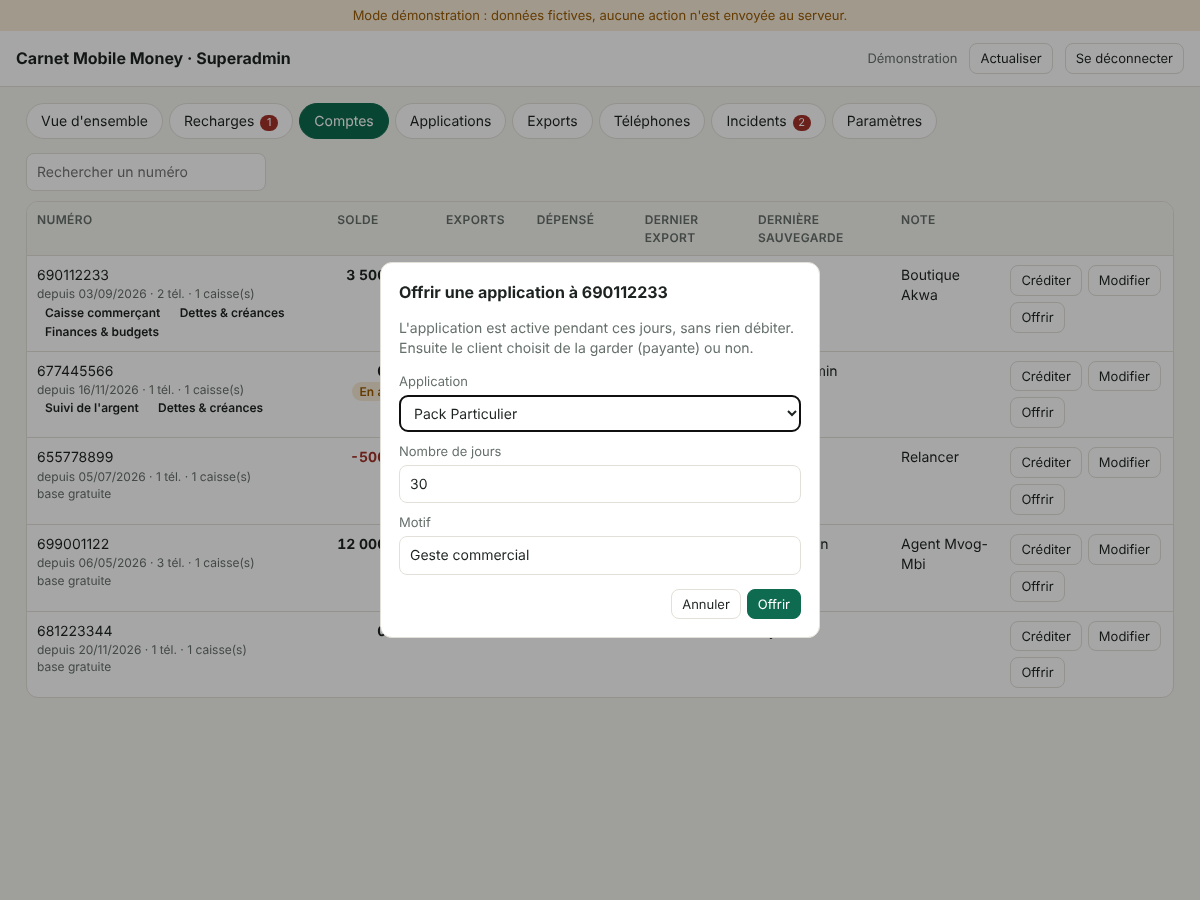 Mode démonstration : données fictives, aucune action n'est envoyée au serveur.
Carnet Mobile Money · Superadmin
Démonstration
Actualiser
Se déconnecter
Vue d'ensemble
Recharges 1
Comptes
Applications
Exports
Téléphones
Incidents 2
Paramètres
Rechercher un numéro
NUMÉRO
SOLDE
EXPORTS
DÉPENSÉ
DERNIER
EXPORT
DERNIÈRE
SAUVEGARDE
NOTE
690112233
depuis 03/09/2026 · 2 tél. · 1 caisse(s)
Caisse commerçant
Dettes & créances
Finances & budgets
Boutique
Akwa
Créditer
Modifier
Offrir
677445566
depuis 16/11/2026 · 1 tél. · 1 caisse(s)
Suivi de l'argent
Dettes & créances
Créditer
Modifier
Offrir
655778899
depuis 05/07/2026 · 1 tél. · 1 caisse(s)
base gratuite
Relancer
Créditer
Modifier
Offrir
699001122
depuis 06/05/2026 · 3 tél. · 1 caisse(s)
base gratuite
Agent Mvog-
Mbi
Créditer
Modifier
Offrir
681223344
depuis 20/11/2026 · 1 tél. · 1 caisse(s)
base gratuite
Créditer
Modifier
Offrir
Offrir une application à 690112233
L'application est active pendant ces jours, sans rien débiter.
Ensuite le client choisit de la garder (payante) ou non.
Application
Pack Particulier
Nombre de jours
30
Motif
Geste commercial
Annuler
Offrir